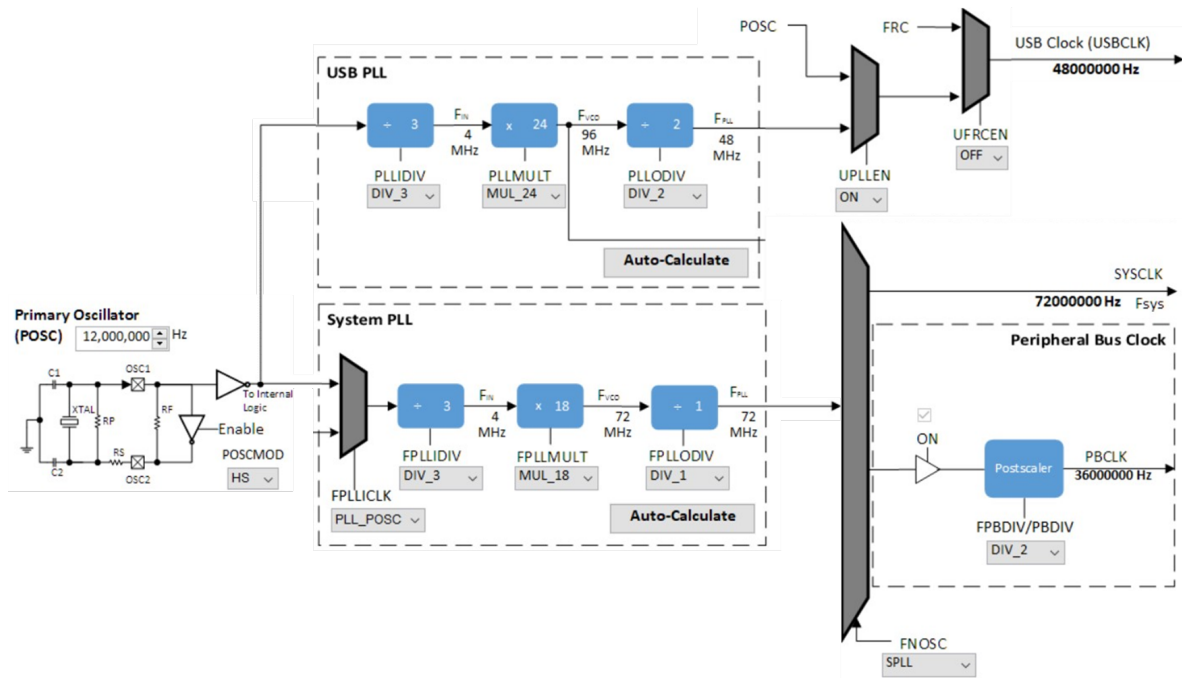 POSC
FRC
USB Clock (USBCLK)
48000000 Hz
USB PLL
÷ 3
FIN
4
MHz
x 24
FVCO
96
MHz
÷ 2
FPLL
48
MHz
PLLIDIV
DIV_3
PLLMULT
MUL_24
PLLODIV
DIV_2
UPLLEN
ON
UFRCEN
OFF
Auto-Calculate
SYSCLK
72000000 Hz Fsys
Primary Oscillator
(POSC) 12,000,000 Hz
System PLL
Peripheral Bus Clock
C1
OSC1
XTAL
RP
RF
To Internal
Logic
Enable
RS
C2
OSC2
POSCMOD
HS
÷ 3
FIN
4
MHz
x 18
FVCO
72
MHz
÷ 1
FPLL
72
MHz
FPLLIDIV
DIV_3
FPLLMULT
MUL_18
FPLLODIV
DIV_1
FPLLICLK
PLL_POSC
Auto-Calculate
ON
Postscaler
PBCLK
36000000 Hz
FPBDIV/PBDIV
DIV_2
FNOSC
SPLL